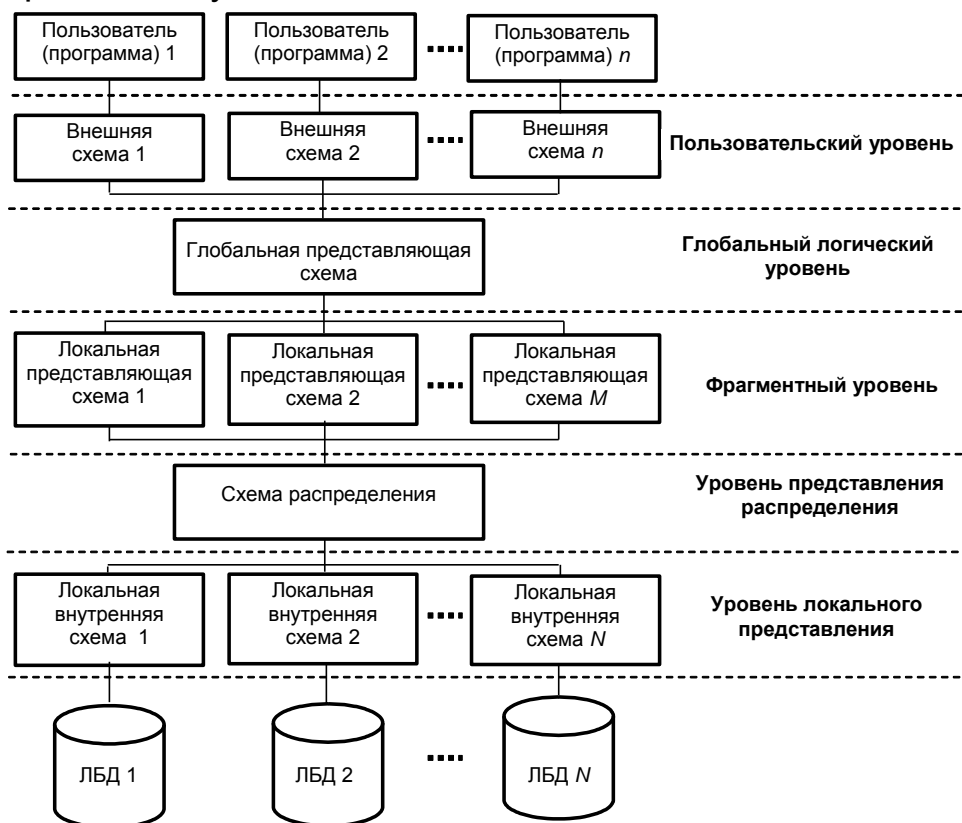 Пользователь
(программа) 1
Пользователь
(программа) 2
Пользователь
(программа) n
Внешняя
схема 1
Внешняя
схема 2
Внешняя
схема n
Пользовательский уровень
Глобальная представляющая
схема
Глобальный логический
уровень
Локальная
представляющая
схема 1
Локальная
представляющая
схема 2
Локальная
представляющая
схема M
Фрагментный уровень
Схема распределения
Уровень представления
распределения
Локальная
внутренняя
схема 1
Локальная
внутренняя
схема 2
Локальная
внутренняя
схема N
Уровень локального
представления
ЛБД 1
ЛБД 2
ЛБД N